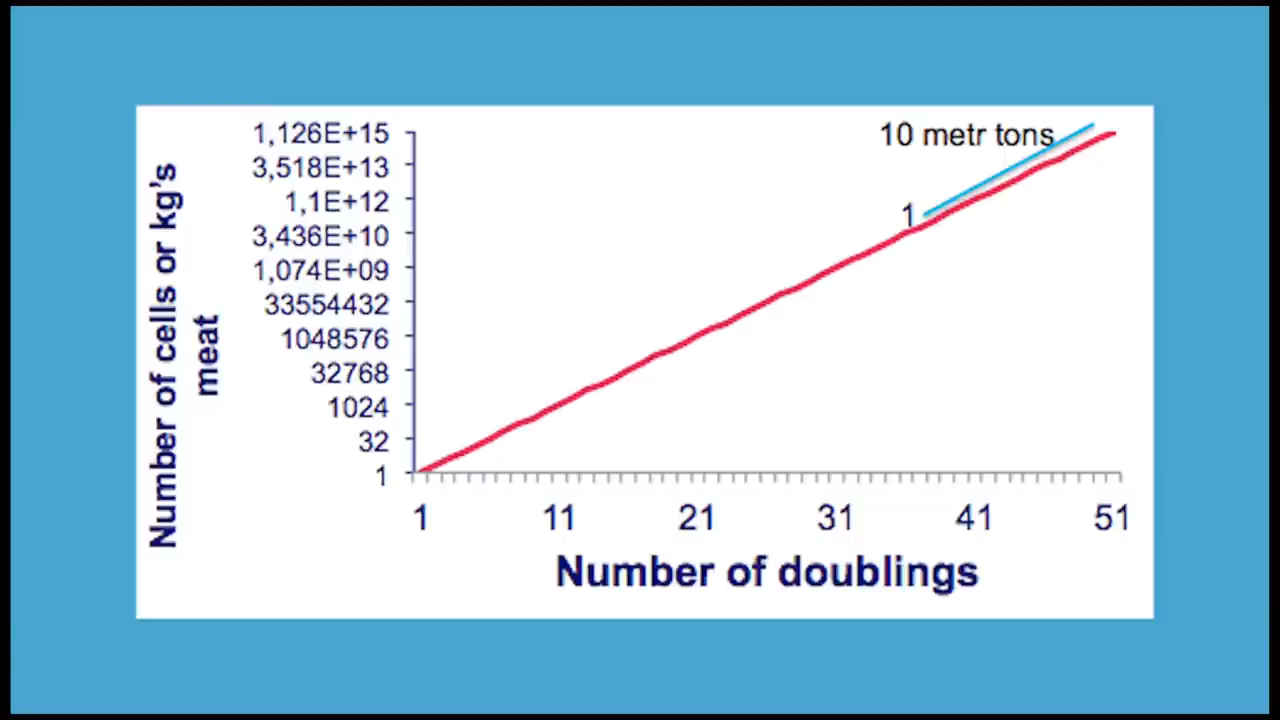 10 metr tons
1
1,126E+15
3,518E+13
1,1E+12
3,436E+10
1,074E+09
33554432
1048576
32768
1024
32
1
Number of cells or kg's
meat
1 11 21 31 41 51
Number of doublings